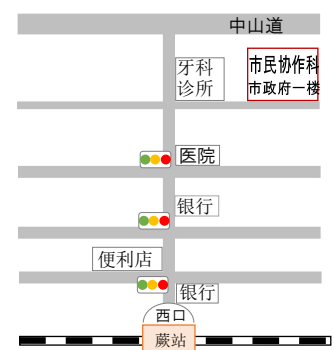 中山道
牙科
诊所
市民协作科
市政府一楼
医院
银行
便利店
银行
西口
蕨站